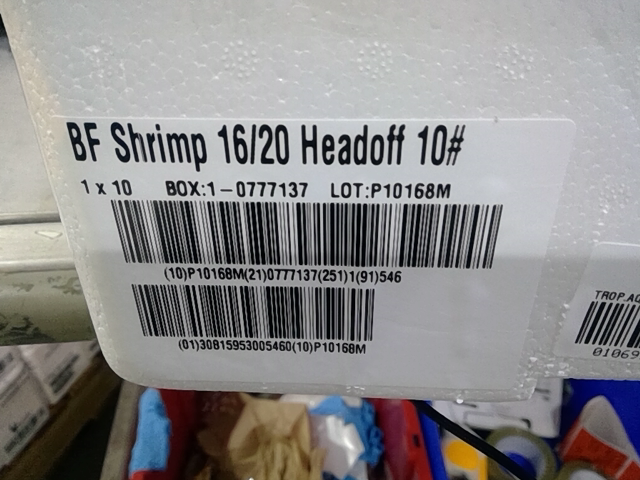 BF Shrimp 16/20 Headoff 10#
1 x 10 BOX:1-0777137 LOT:P10168M
(10)P10168M(21)0777137(251)1(91)546
(01)30815953005460(10)P10168M
TROP.AQ
01069